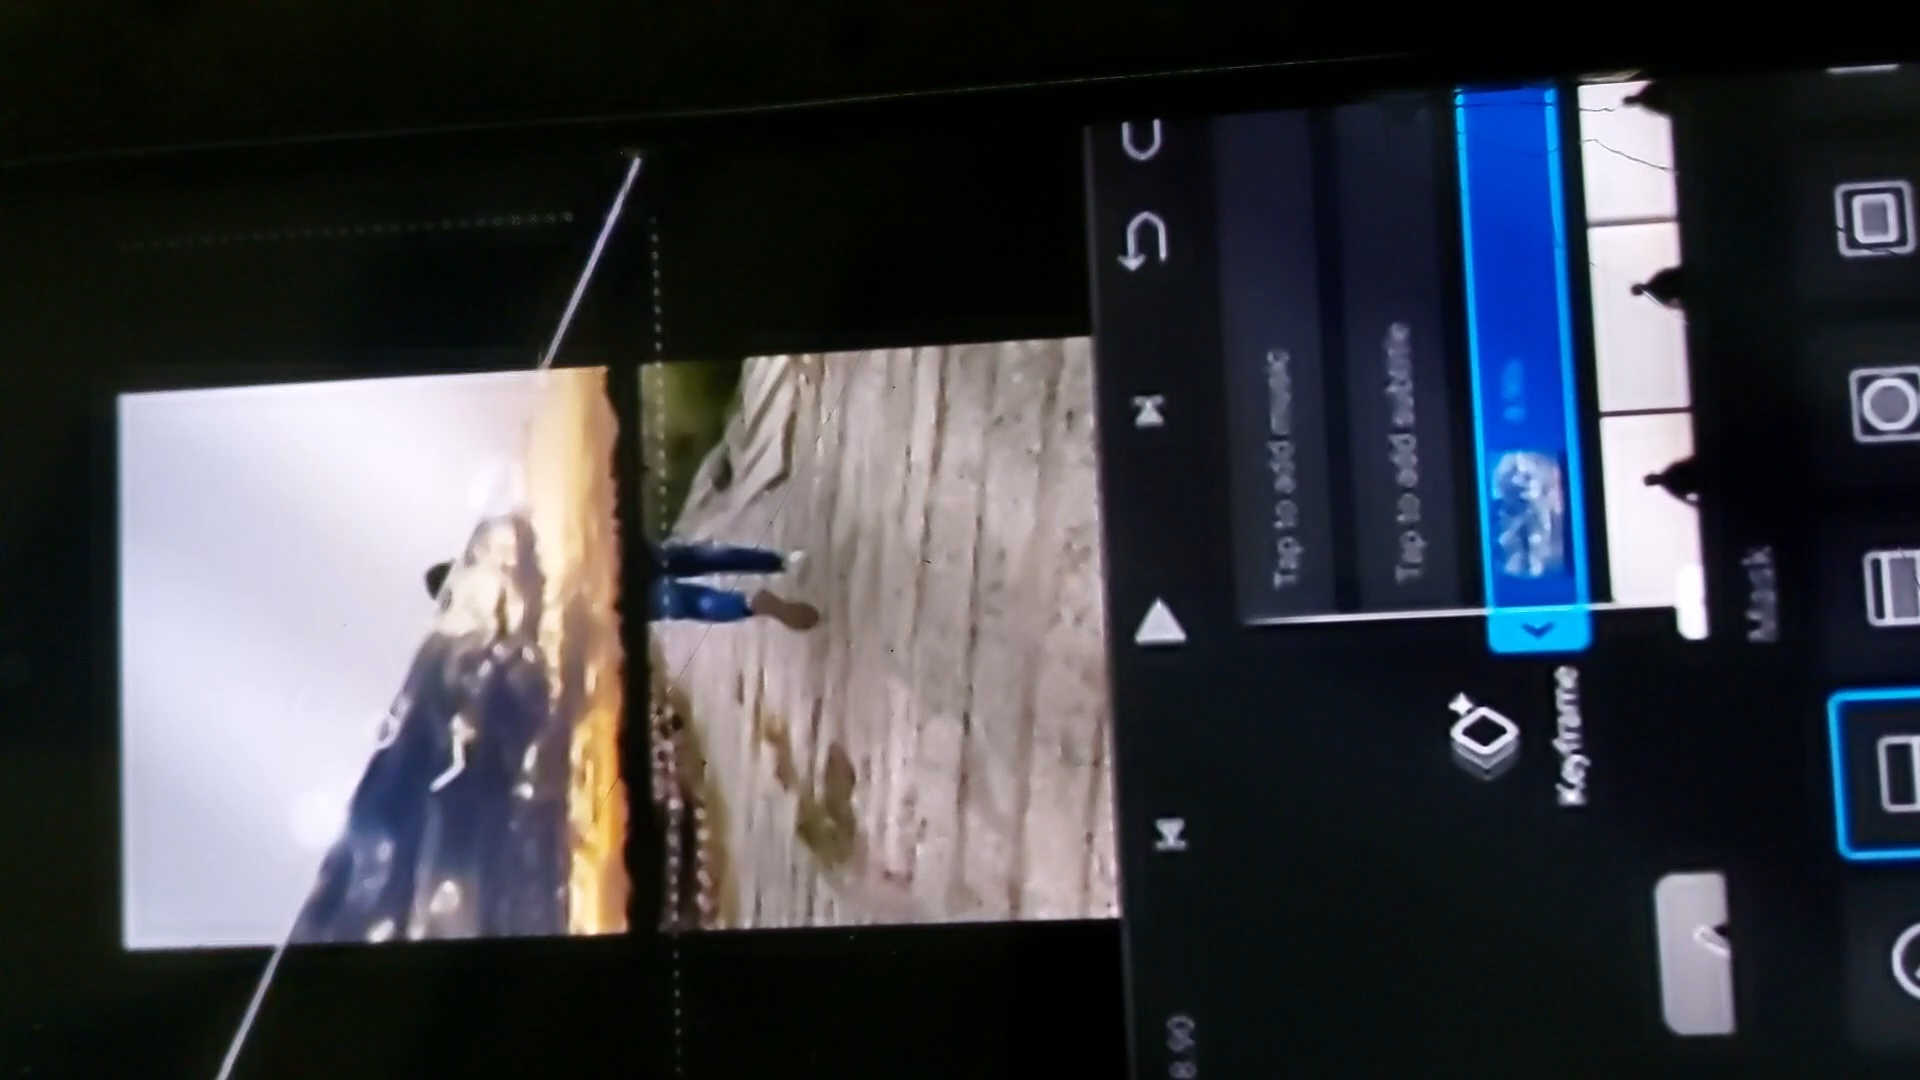 Tap to add music
Tap to add subtitle
Keyframe
Mask